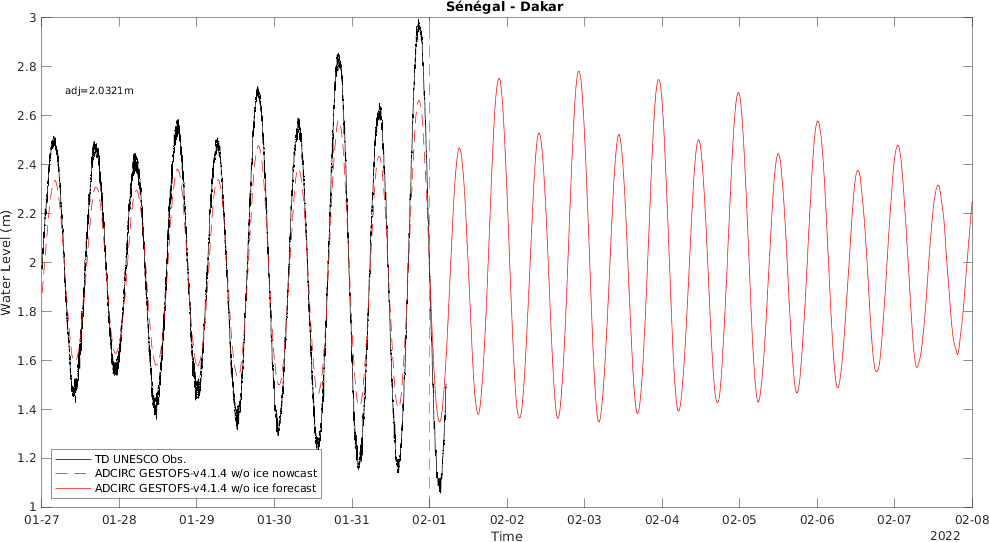 Sénégal - Dakar
3
2.8
2.6
2.4
2.2
2
1.8
1.6
1.4
1.2
1
Water Level (m)
adj=2.0321m
TD UNESCO Obs.
ADCIRC GESTOFS-v4.1.4 w/o ice nowcast
ADCIRC GESTOFS-v4.1.4 w/o ice forecast
01-27 01-28 01-29 01-30 01-31 02-01 02-02 02-03 02-04 02-05 02-06 02-07 02-08
Time
2022